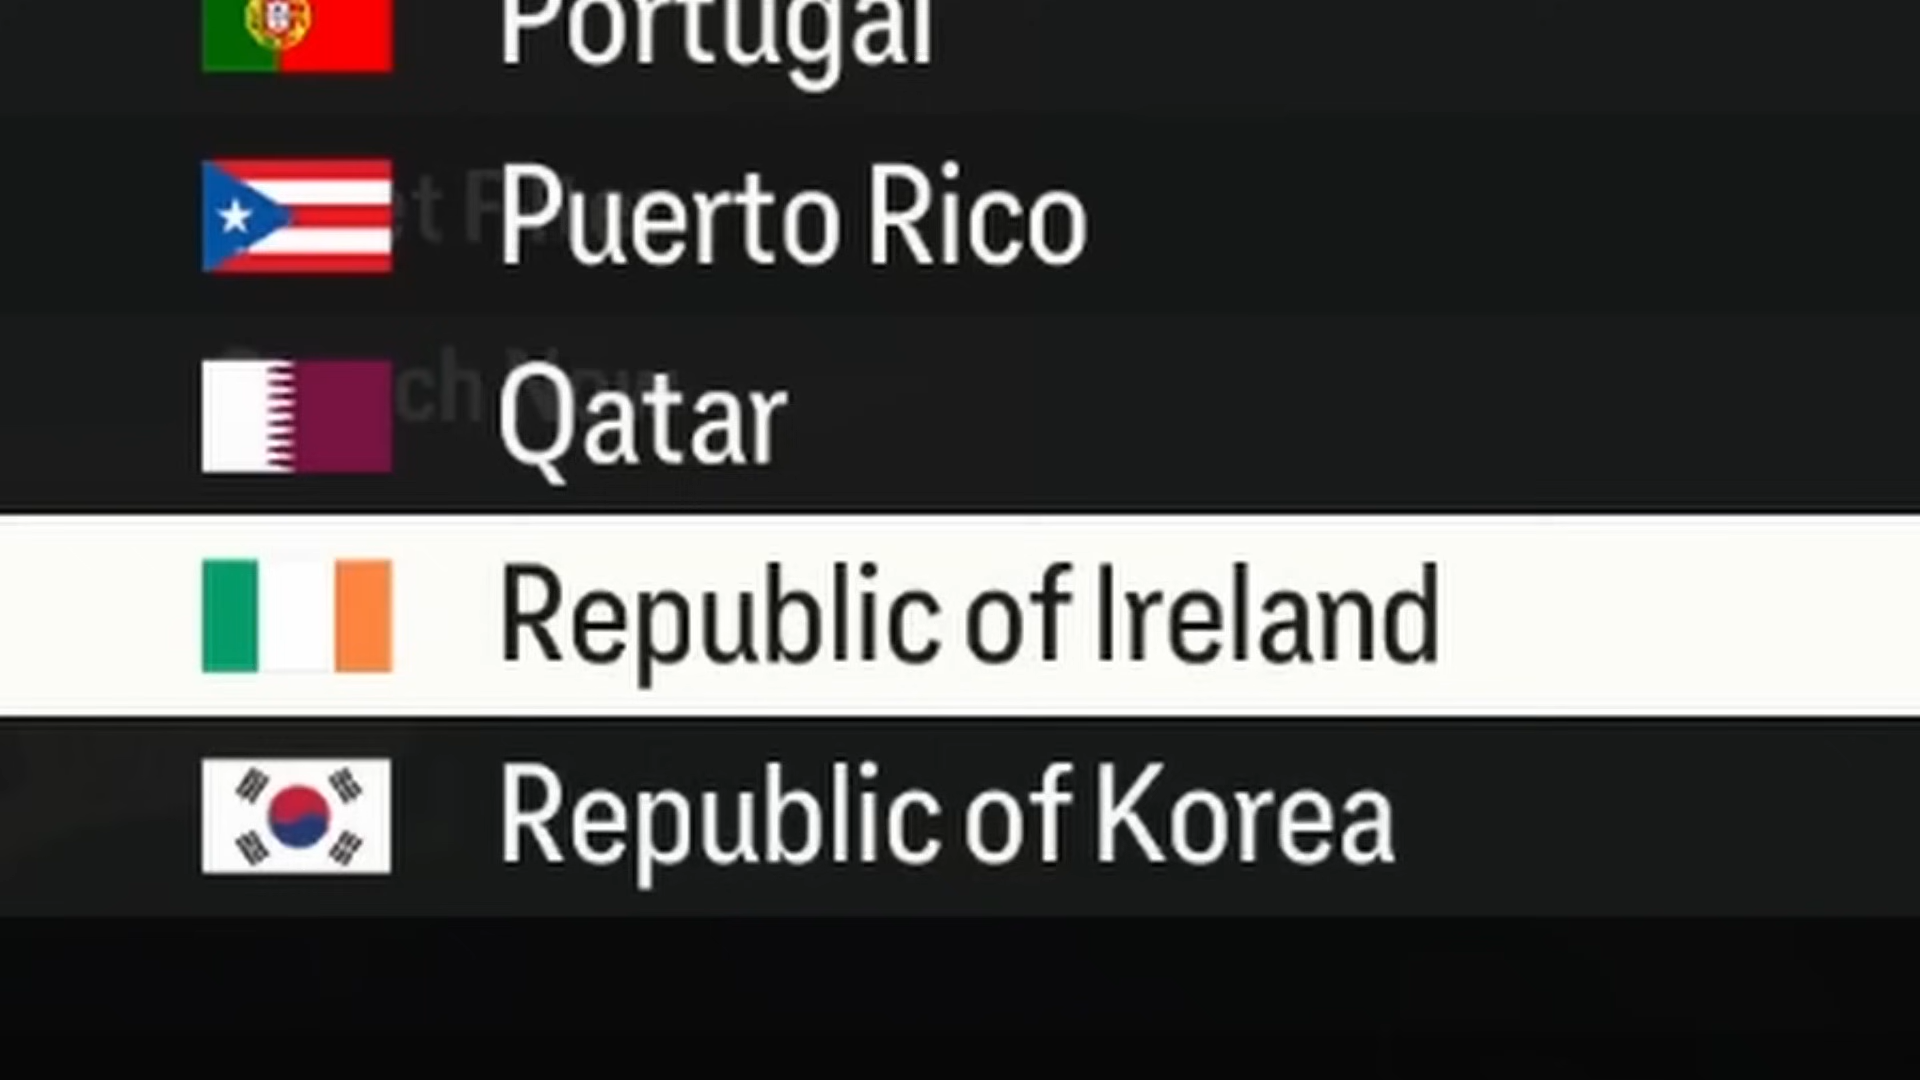 Portugal
Puerto Rico
Qatar
Republic of Ireland
Republic of Korea